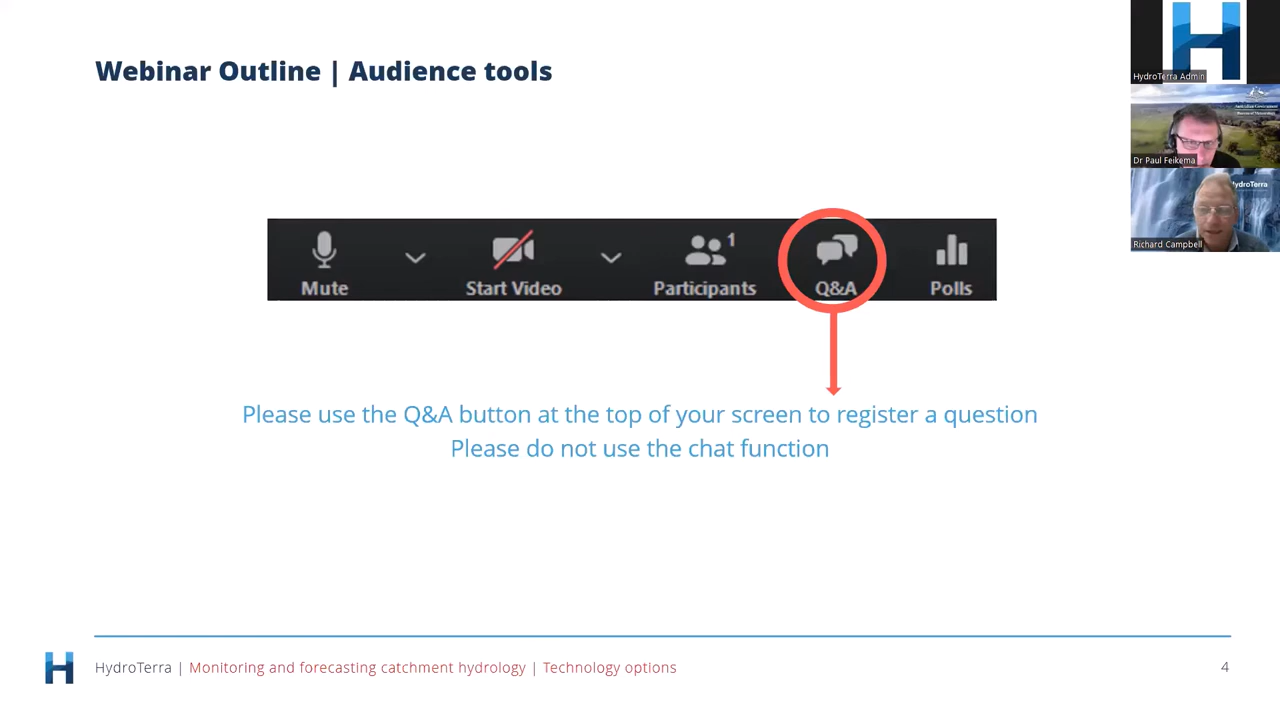 Webinar Outline | Audience tools
HydroTerra Admin
Dr Paul Feikema
HydroTerra
Richard Campbell
Mute
Start Video
Participants
1
Q&A
Polls
Please use the Q&A button at the top of your screen to register a question
Please do not use the chat function
HydroTerra | Monitoring and forecasting catchment hydrology | Technology options
4